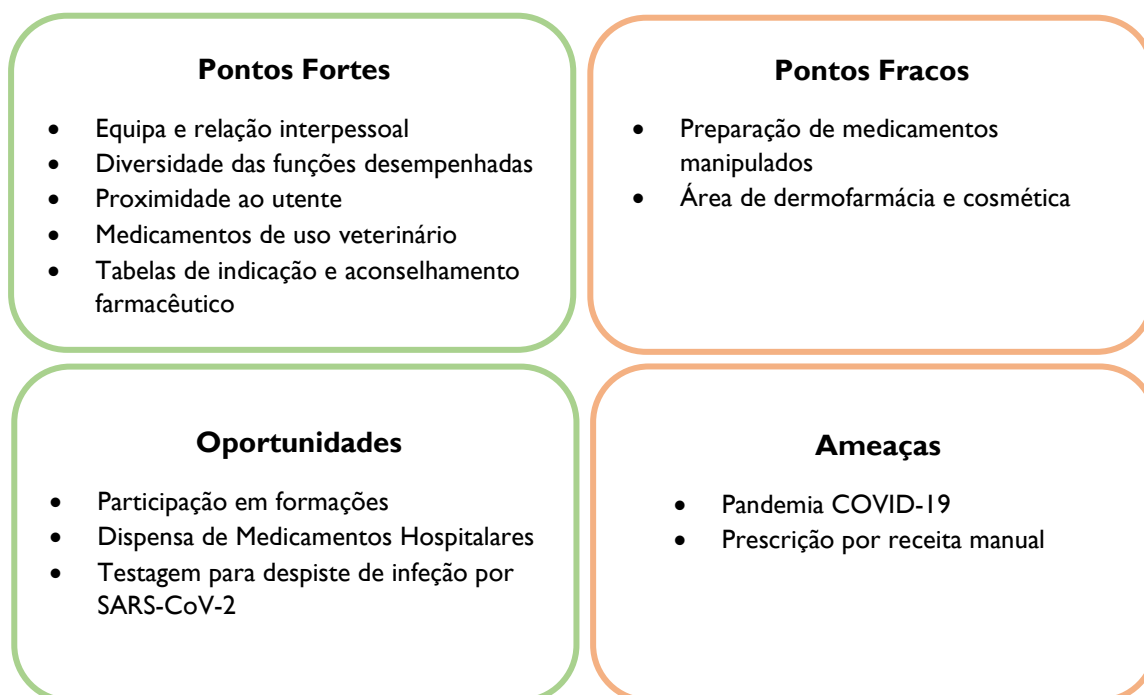 Pontos Fortes
• Equipa e relação interpessoal
• Diversidade das funções desempenhadas
• Proximidade ao utente
• Medicamentos de uso veterinário
• Tabelas de indicação e aconselhamento
farmacêutico
Pontos Fracos
• Preparação de medicamentos
manipulados
• Área de dermofarmácia e cosmética
Oportunidades
• Participação em formações
• Dispensa de Medicamentos Hospitalares
• Testagem para despiste de infeção por
SARS-CoV-2
Ameaças
• Pandemia COVID-19
• Prescrição por receita manual